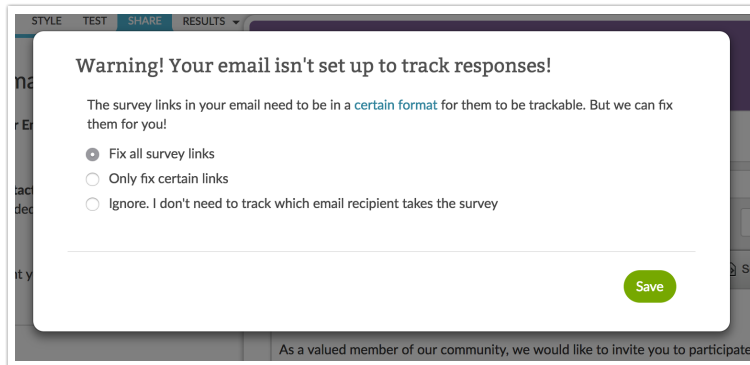 STYLE TEST SHARE RESULTS
Warning! Your email isn't set up to track responses!
The survey links in your email need to be in a certain format for them to be trackable. But we can fix
them for you!
Fix all survey links
Only fix certain links
Ignore. I don't need to track which email recipient takes the survey
Save
As a valued member of our community, we would like to invite you to participate